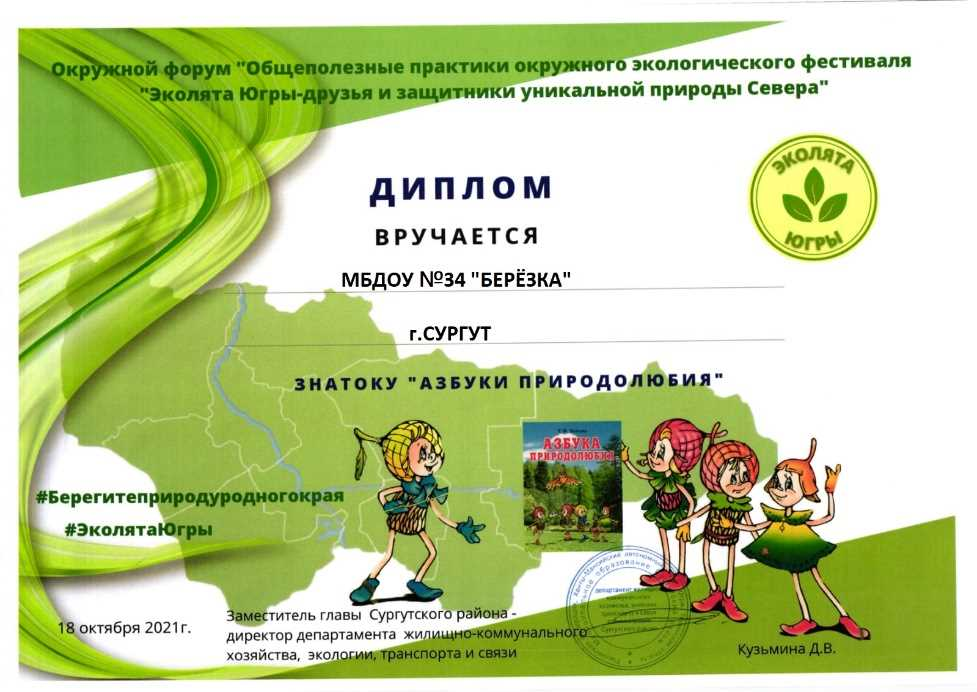 Окружной форум "Общеполезные практики окружного экологического фестиваля
"Эколята Югры-друзья и защитники уникальной природы Севера"
ЭКОЛЯТА
ЮГРЫ
ДИПЛОМ
ВРУЧАЕТСЯ
МБДОУ №34 "БЕРЁЗКА"
г.СУРГУТ
ЗНАТОКУ "АЗБУКИ ПРИРОДОЛЮБИЯ"
АЗБУКА
ПРИРОДОЛЮБИЯ
#Берегитеприродуродногокрая
#ЭколятаЮгры
18 октября 2021г.
Заместитель главы Сургутского района -
директор департамента жилищно-коммунального
хозяйства, экологии, транспорта и связи
Кузьмина Д.В.